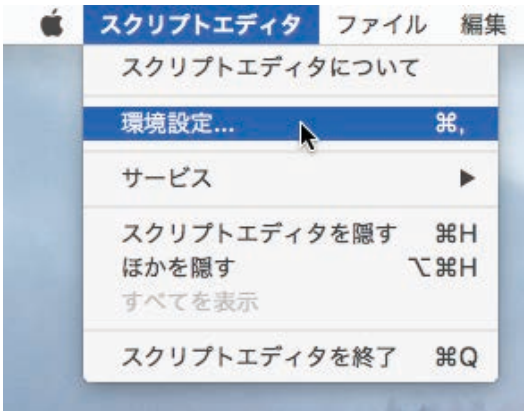 スクリプトエディタ ファイル 編集
スクリプトエディタについて
環境設定... ⌘,
サービス ▶
スクリプトエディタを隠す ⌘H
ほかを隠す ⌥⌘H
すべてを表示
スクリプトエディタを終了 ⌘Q